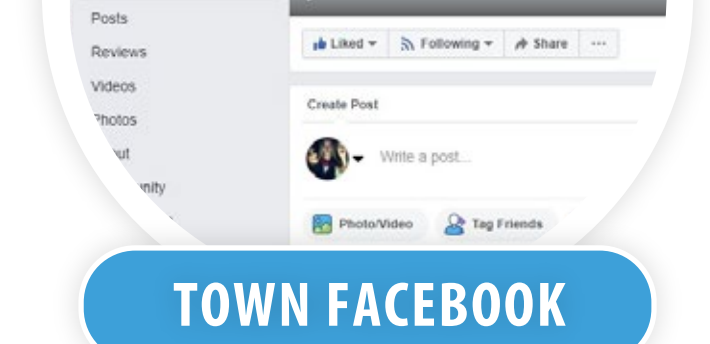 Posts
Reviews
Videos
Photos
Liked
Following
Share
Create Post
Write a post...
Photo/Video
Tag Friends
TOWN FACEBOOK